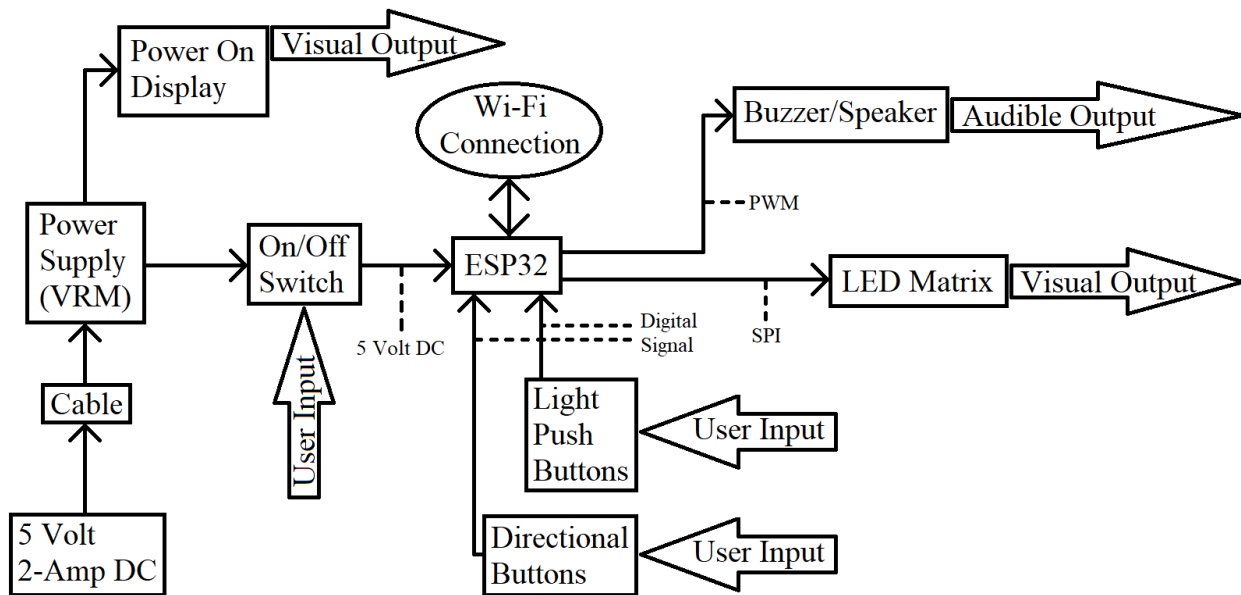 Power On
Display
Visual Output
Wi-Fi
Connection
Buzzer/Speaker
Audible Output
PWM
Power
Supply
(VRM)
On/Off
Switch
ESP32
LED Matrix
Visual Output
5 Volt DC
Digital
Signal
SPI
Cable
User Input
Light
Push
Buttons
User Input
5 Volt
2-Amp DC
Directional
Buttons
User Input